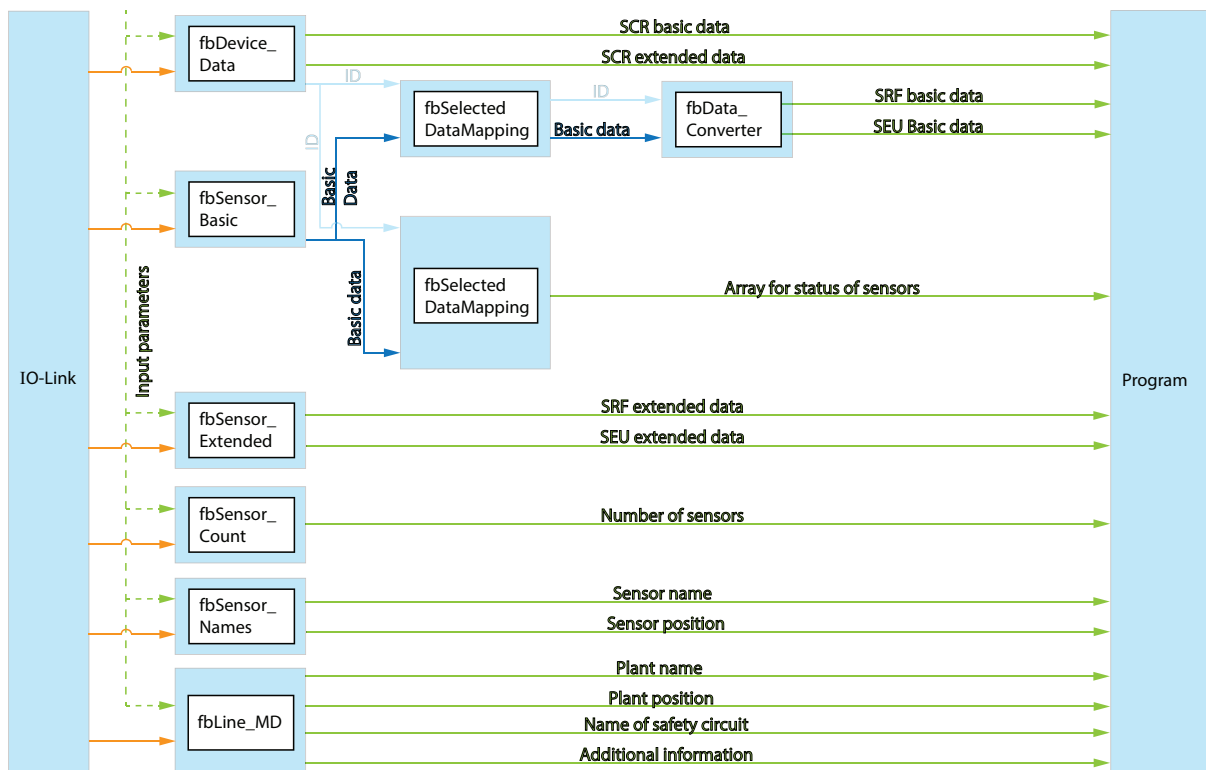 IO-Link
Input parameters
fbDevice_
Data
SCR basic data
SCR extended data
ID
ID
fbSelected
DataMapping
ID
Basic data
fbData_
Converter
SRF basic data
SEU Basic data
fbSensor_
Basic
Basic
Data
Basic data
fbSelected
DataMapping
Array for status of sensors
Program
fbSensor_
Extended
SRF extended data
SEU extended data
fbSensor_
Count
Number of sensors
fbSensor_
Names
Sensor name
Sensor position
fbLine_MD
Plant name
Plant position
Name of safety circuit
Additional information